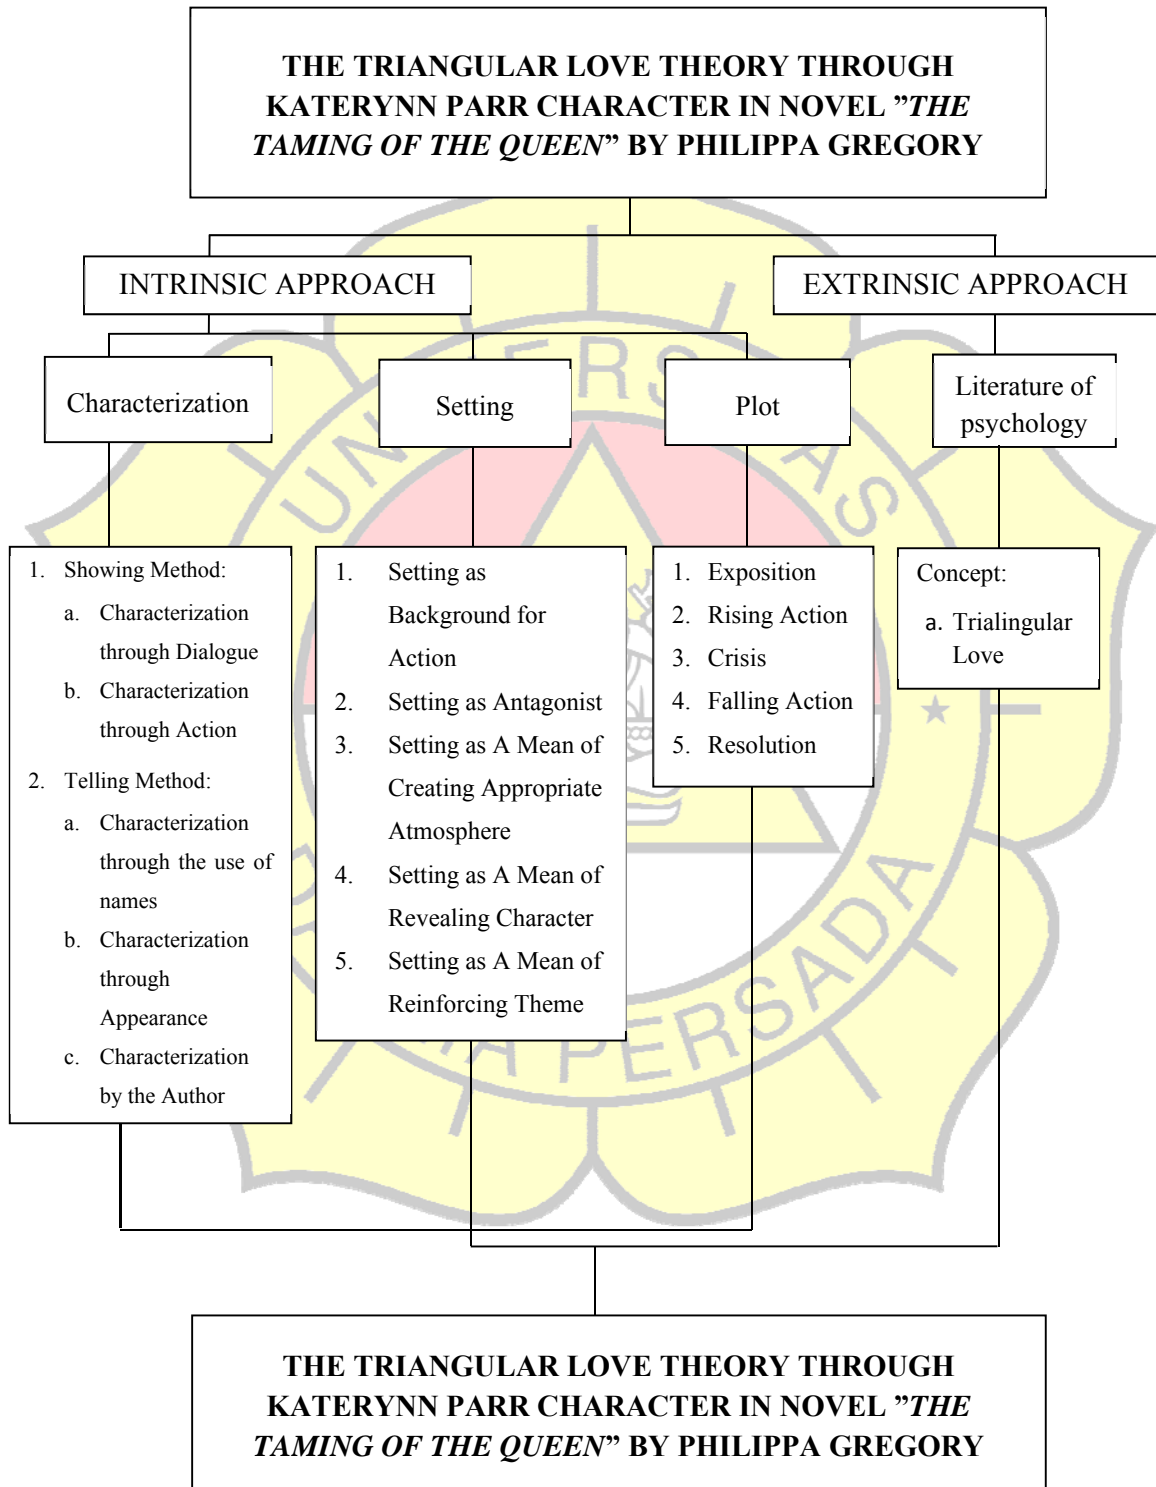 THE TRIANGULAR LOVE THEORY THROUGH
KATERYNN PARR CHARACTER IN NOVEL ”THE
TAMING OF THE QUEEN” BY PHILIPPA GREGORY
INTRINSIC APPROACH
EXTRINSIC APPROACH
Characterization
Setting
Plot
Literature of
psychology
1. Showing Method:
a. Characterization
through Dialogue
b. Characterization
through Action
2. Telling Method:
a. Characterization
through the use of
names
b. Characterization
through
Appearance
c. Characterization
by the Author
1. Setting as
Background for
Action
2. Setting as Antagonist
3. Setting as A Mean of
Creating Appropriate
Atmosphere
4. Setting as A Mean of
Revealing Character
5. Setting as A Mean of
Reinforcing Theme
1. Exposition
2. Rising Action
3. Crisis
4. Falling Action
5. Resolution
Concept:
a. Trialingular
Love
THE TRIANGULAR LOVE THEORY THROUGH
KATERYNN PARR CHARACTER IN NOVEL ”THE
TAMING OF THE QUEEN” BY PHILIPPA GREGORY
PERSADA